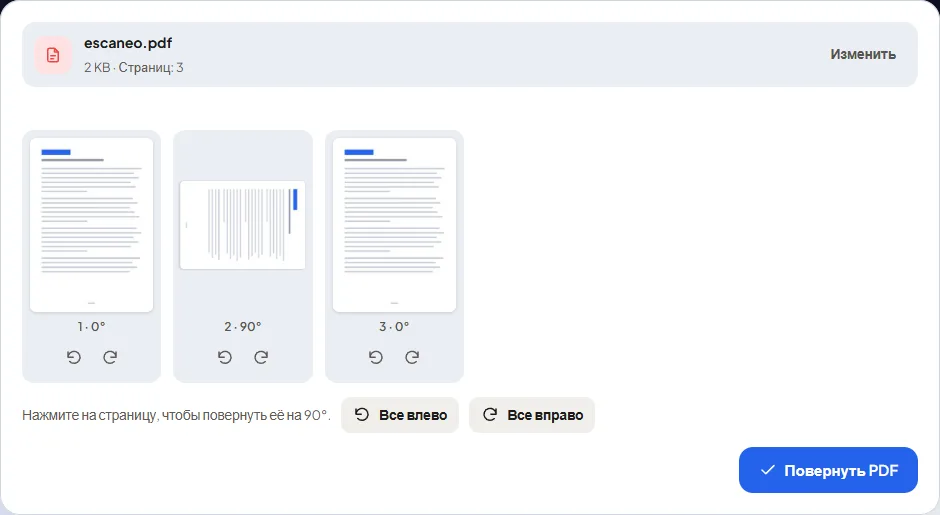 escaneo.pdf
2 KB · Страниц: 3
Изменить
1 · 0°
2 · 90°
3 · 0°
Нажмите на страницу, чтобы повернуть её на 90°.
Все влево
Все вправо
Повернуть PDF